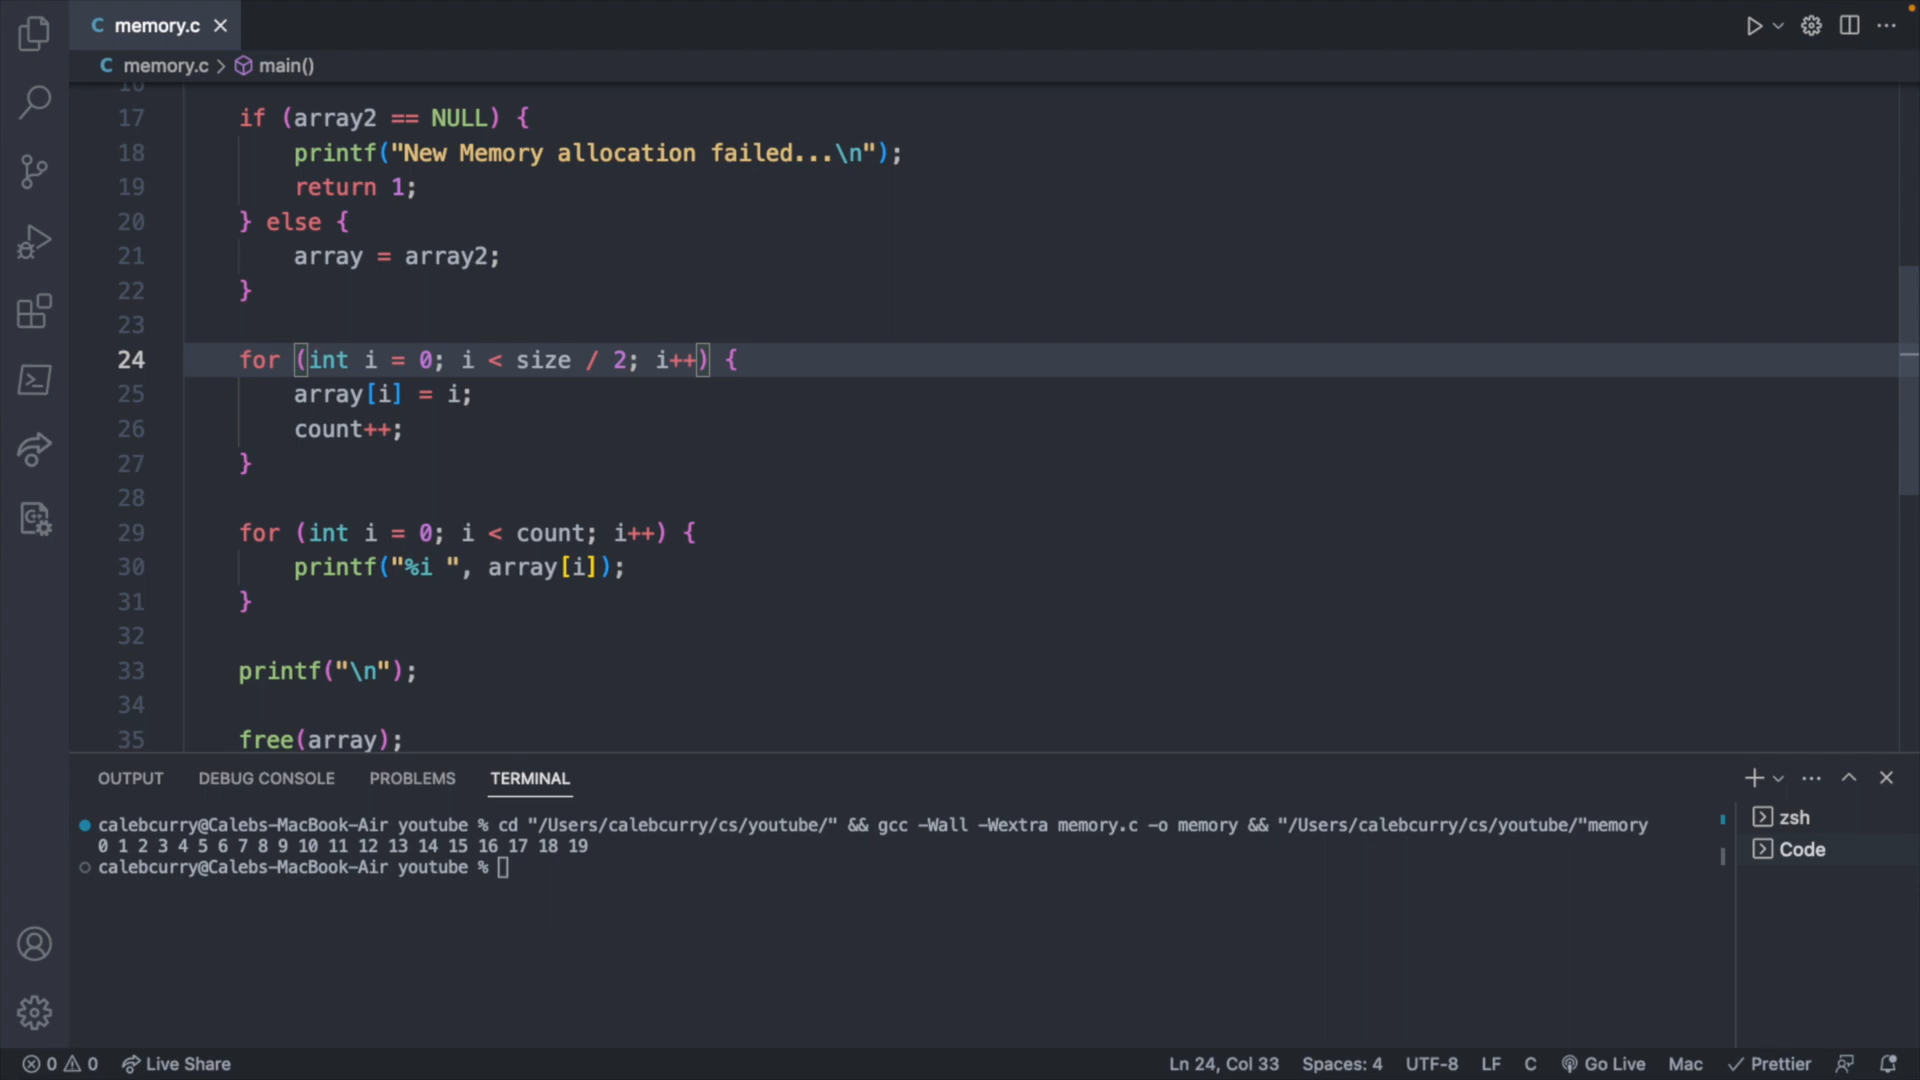 memory.c
memory.c > main()
16
17 if (array2 == NULL) {
18 printf("New Memory allocation failed...\n");
19 return 1;
20 } else {
21 array = array2;
22 }
23
24 for (int i = 0; i < size / 2; i++) {
25 array[i] = i;
26 count++;
27 }
28
29 for (int i = 0; i < count; i++) {
30 printf("%i ", array[i]);
31 }
32
33 printf("\n");
34
35 free(array);
OUTPUT DEBUG CONSOLE PROBLEMS TERMINAL
calebcurry@Calebs-MacBook-Air youtube % cd "/Users/calebcurry/cs/youtube/" && gcc -Wall -Wextra memory.c -o memory && "/Users/calebcurry/cs/youtube/"memory
0 1 2 3 4 5 6 7 8 9 10 11 12 13 14 15 16 17 18 19
calebcurry@Calebs-MacBook-Air youtube %
zsh
Code
0 0 Live Share Ln 24, Col 33 Spaces: 4 UTF-8 LF C Go Live Mac Prettier